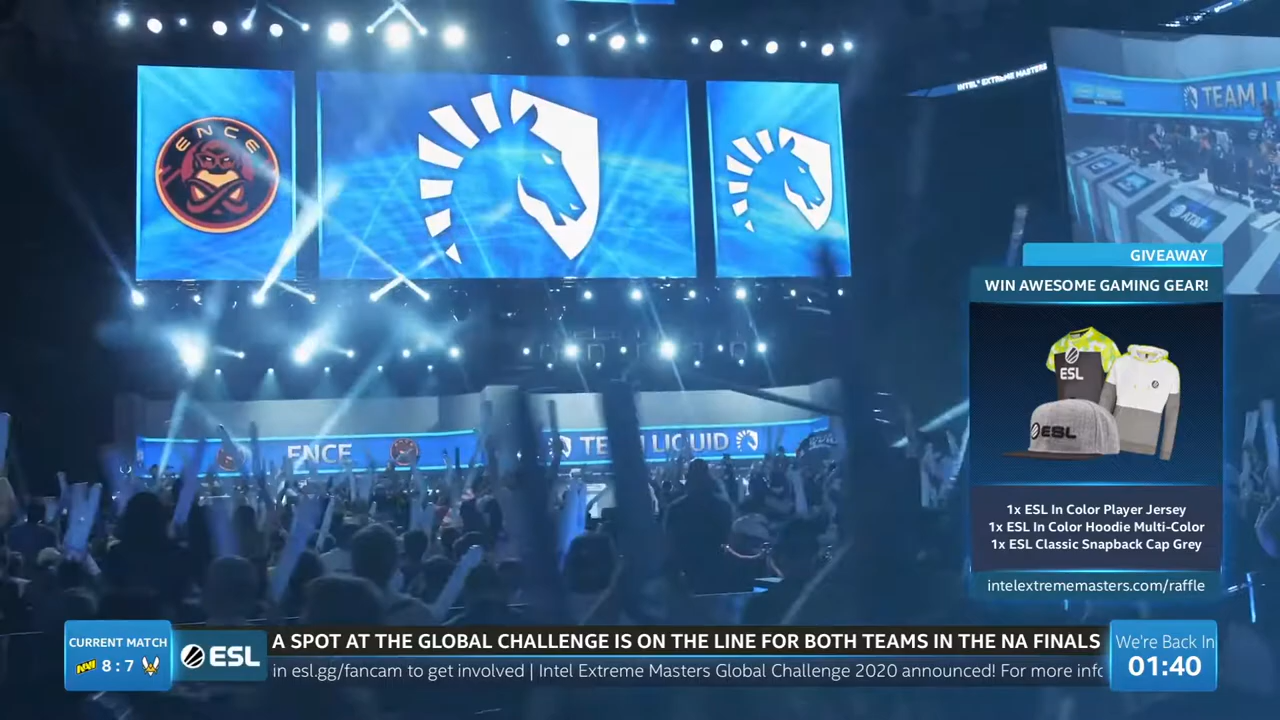 ENCE
INTEL® EXTREME MASTERS
TEAM L
AT&T
GIVEAWAY
WIN AWESOME GAMING GEAR!
ESL
ESL
1x ESL In Color Player Jersey
1x ESL In Color Hoodie Multi-Color
1x ESL Classic Snapback Cap Grey
intelextrememasters.com/raffle
ENCE
TEAM LIQUID
CURRENT MATCH
NAVI 8 : 7
ESL
A SPOT AT THE GLOBAL CHALLENGE IS ON THE LINE FOR BOTH TEAMS IN THE NA FINALS
in esl.gg/fancam to get involved | Intel Extreme Masters Global Challenge 2020 announced! For more info
We're Back In
01:40